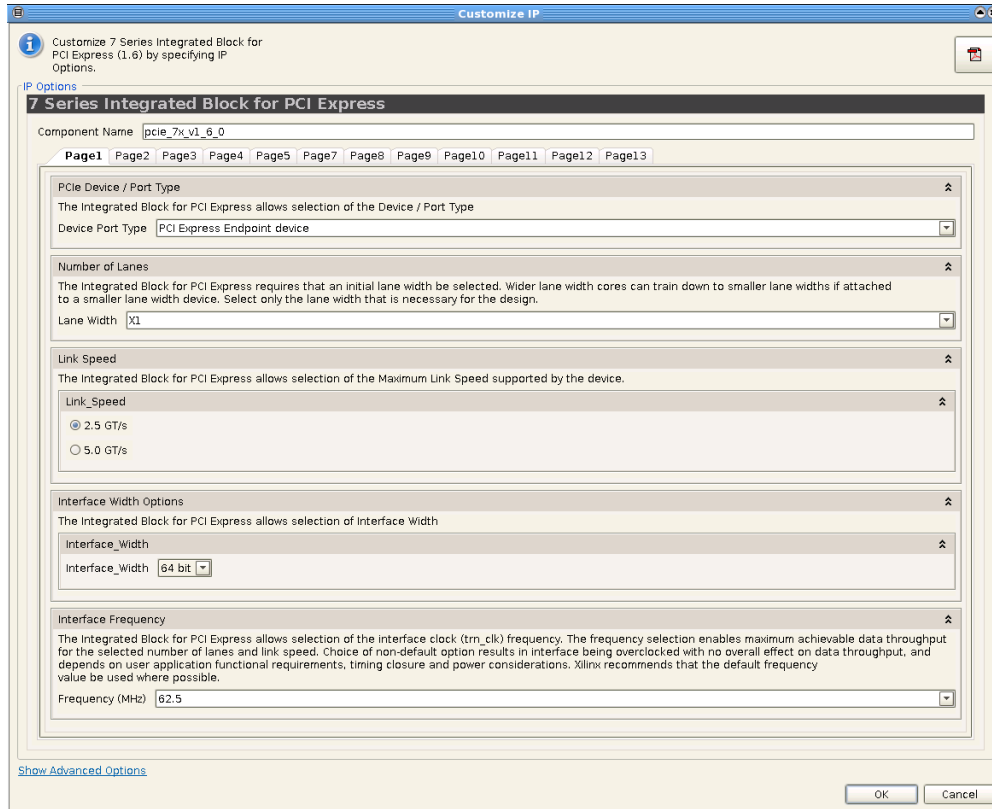 Customize IP
Customize 7 Series Integrated Block for
PCI Express (1.6) by specifying IP
Options.
IP Options
7 Series Integrated Block for PCI Express
Component Name pcie_7x_v1_6_0
Page1 Page2 Page3 Page4 Page5 Page7 Page8 Page9 Page10 Page11 Page12 Page13
PCIe Device / Port Type
The Integrated Block for PCI Express allows selection of the Device / Port Type
Device Port Type PCI Express Endpoint device
Number of Lanes
The Integrated Block for PCI Express requires that an initial lane width be selected. Wider lane width cores can train down to smaller lane widths if attached
to a smaller lane width device. Select only the lane width that is necessary for the design.
Lane Width X1
Link Speed
The Integrated Block for PCI Express allows selection of the Maximum Link Speed supported by the device.
Link_Speed
2.5 GT/s
5.0 GT/s
Interface Width Options
The Integrated Block for PCI Express allows selection of Interface Width
Interface_Width
Interface_Width 64 bit
Interface Frequency
The Integrated Block for PCI Express allows selection of the interface clock (trn_clk) frequency. The frequency selection enables maximum achievable data throughput
for the selected number of lanes and link speed. Choice of non-default option results in interface being overclocked with no overall effect on data throughput, and
depends on user application functional requirements, timing closure and power considerations. Xilinx recommends that the default frequency
value be used where possible.
Frequency (MHz) 62.5
Show Advanced Options
OK Cancel